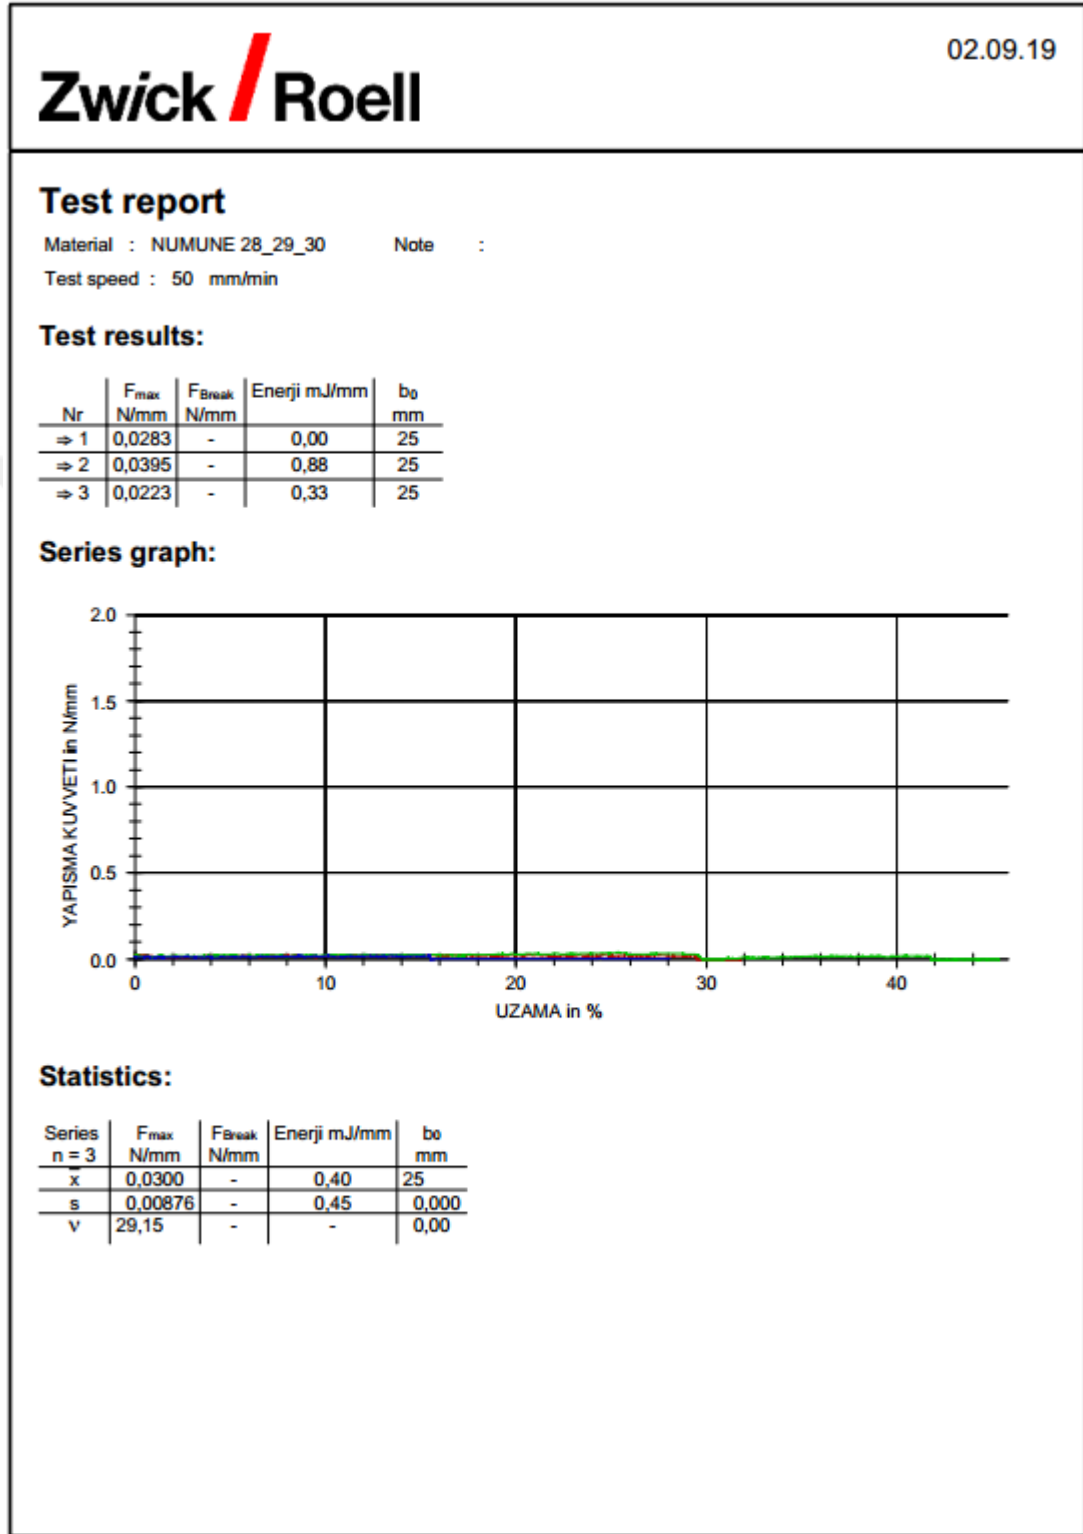 02.09.19
Zwick / Roell
Test report
Material : NUMUNE 28_29_30 Note :
Test speed : 50 mm/min
Test results:
Fmax FBreak Enerji mJ/mm b0
Nr N/mm N/mm mm
⇒ 1 0,0283 - 0,00 25
⇒ 2 0,0395 - 0,88 25
⇒ 3 0,0223 - 0,33 25
Series graph:
2.0
1.5
1.0
0.5
0.0
YAPISMA KUVVETI in N/mm
0 10 20 30 40
UZAMA in %
Statistics:
Series Fmax FBreak Enerji mJ/mm b0
n = 3 N/mm N/mm mm
x̄ 0,0300 - 0,40 25
s 0,00876 - 0,45 0,000
ν 29,15 - - 0,00